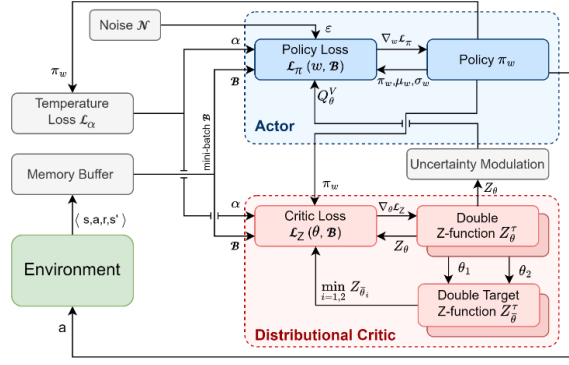 Noise 𝒩
ε
π_w
α
𝓑
Policy Loss
𝓛_π (w, 𝓑)
∇_w 𝓛_π
π_w, μ_w, σ_w
Policy π_w
Q_θ^V
Actor
Temperature
Loss 𝓛_α
mini-batch 𝓑
Memory Buffer
Uncertainty Modulation
⟨ s,a,r,s' ⟩
π_w
Z_θ
α
𝓑
Critic Loss
𝓛_Z (θ, 𝓑)
∇_θ 𝓛_Z
Z_θ
Double
Z-function Z_θ^τ
Environment
θ_1
θ_2
min Z_θ̄_i
i=1,2
Double Target
Z-function Z_θ̄^τ
a
Distributional Critic